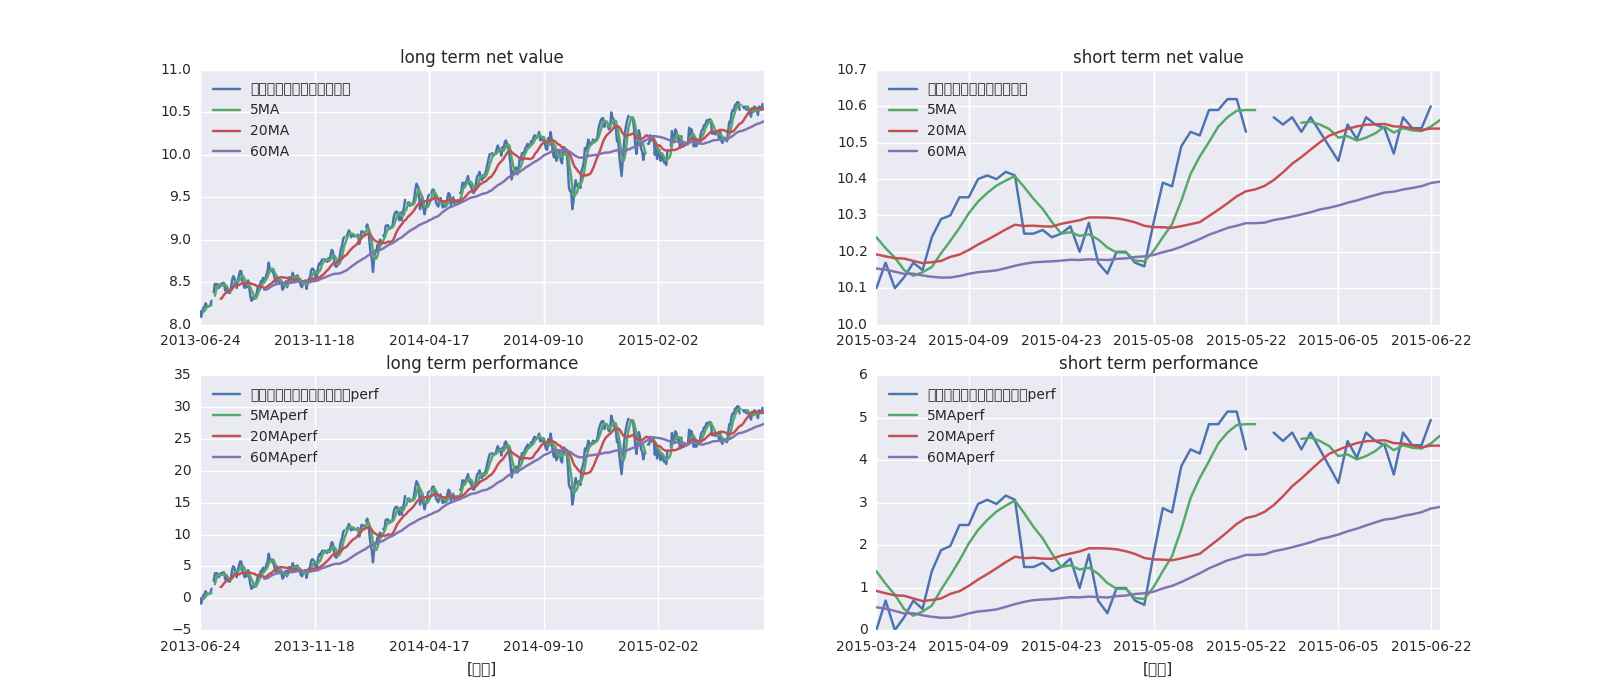 long term net value
11.0
10.5
10.0
9.5
9.0
8.5
8.0
5MA
20MA
60MA
2013-06-24 2013-11-18 2014-04-17 2014-09-10 2015-02-02
short term net value
10.7
10.6
10.5
10.4
10.3
10.2
10.1
10.0
5MA
20MA
60MA
2015-03-24 2015-04-09 2015-04-23 2015-05-08 2015-05-22 2015-06-05 2015-06-22
long term performance
35
30
25
20
15
10
5
0
−5
perf
5MAperf
20MAperf
60MAperf
2013-06-24 2013-11-18 2014-04-17 2014-09-10 2015-02-02
short term performance
6
5
4
3
2
1
0
perf
5MAperf
20MAperf
60MAperf
2015-03-24 2015-04-09 2015-04-23 2015-05-08 2015-05-22 2015-06-05 2015-06-22